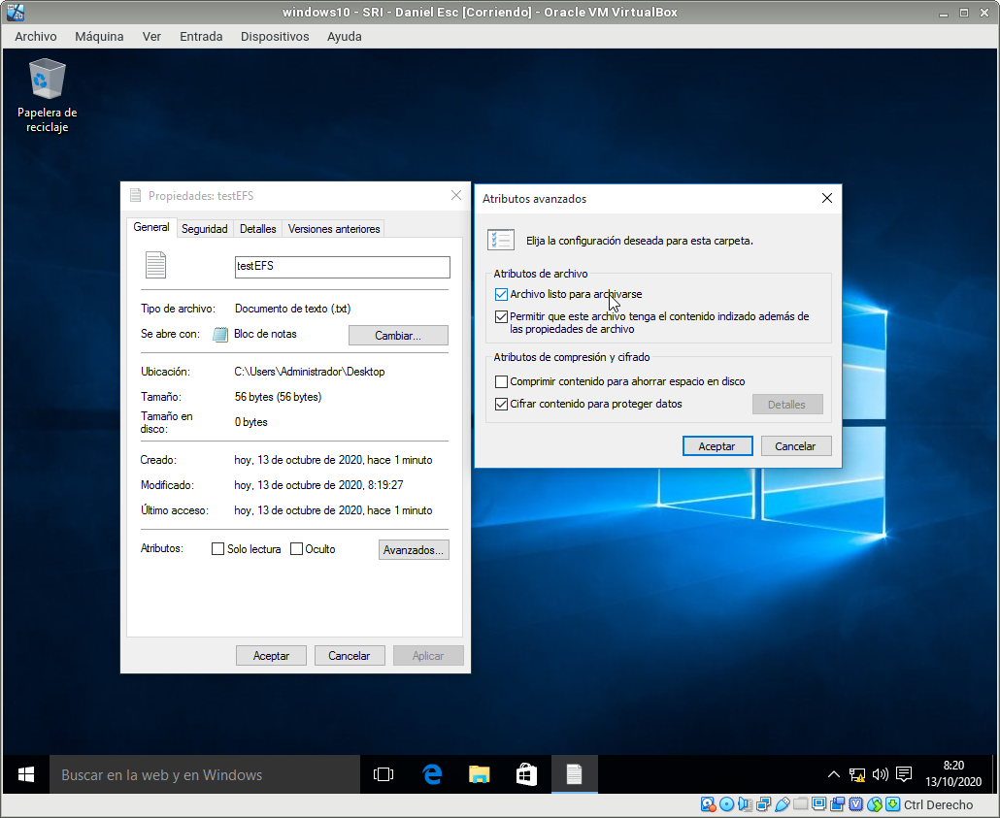 windows10 - SRI - Daniel Esc [Corriendo] - Oracle VM VirtualBox
Archivo Máquina Ver Entrada Dispositivos Ayuda
Papelera de
reciclaje
Propiedades: testEFS
General Seguridad Detalles Versiones anteriores
testEFS
Tipo de archivo: Documento de texto (.txt)
Se abre con: Bloc de notas Cambiar...
Ubicación: C:\Users\Administrador\Desktop
Tamaño: 56 bytes (56 bytes)
Tamaño en
disco: 0 bytes
Creado: hoy, 13 de octubre de 2020, hace 1 minuto
Modificado: hoy, 13 de octubre de 2020, 8:19:27
Último acceso: hoy, 13 de octubre de 2020, hace 1 minuto
Atributos: Solo lectura Oculto Avanzados...
Aceptar Cancelar Aplicar
Atributos avanzados
Elija la configuración deseada para esta carpeta.
Atributos de archivo
Archivo listo para archivarse
Permitir que este archivo tenga el contenido indizado además de
las propiedades de archivo
Atributos de compresión y cifrado
Comprimir contenido para ahorrar espacio en disco
Cifrar contenido para proteger datos Detalles
Aceptar Cancelar
Buscar en la web y en Windows
8:20
13/10/2020
Ctrl Derecho